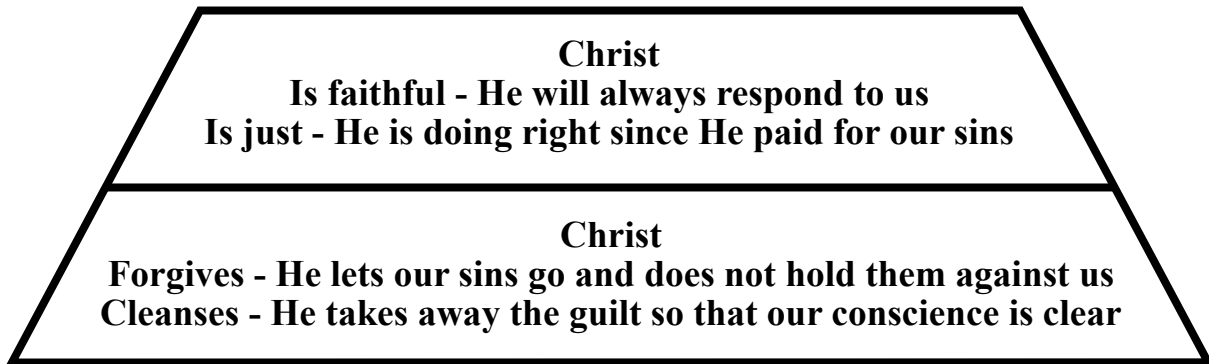 Christ
Is faithful - He will always respond to us
Is just - He is doing right since He paid for our sins
Christ
Forgives - He lets our sins go and does not hold them against us
Cleanses - He takes away the guilt so that our conscience is clear